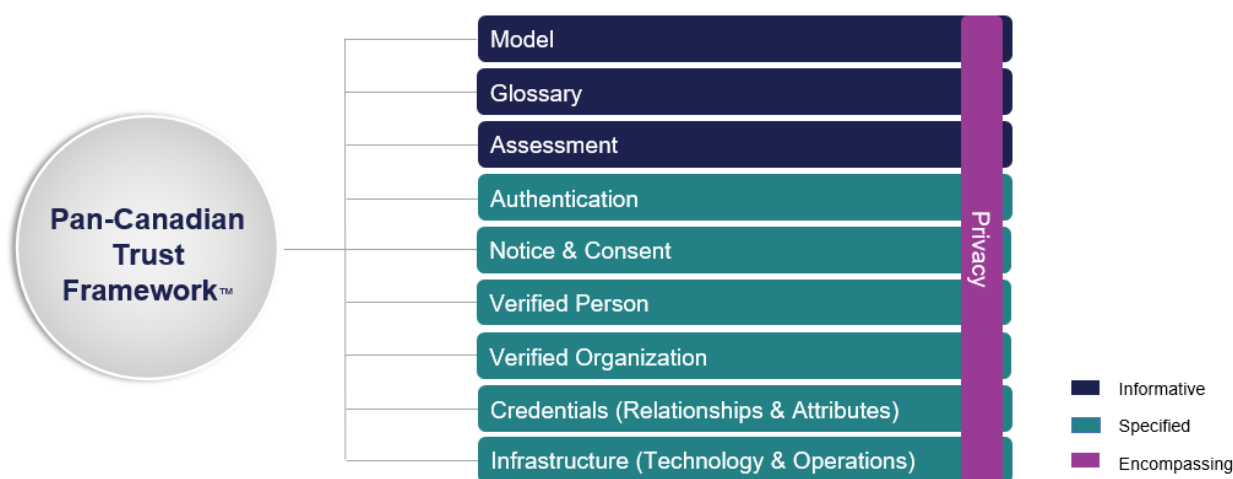 Pan-Canadian
Trust
Framework™
Model
Glossary
Assessment
Authentication
Notice & Consent
Verified Person
Verified Organization
Credentials (Relationships & Attributes)
Infrastructure (Technology & Operations)
Privacy
Informative
Specified
Encompassing